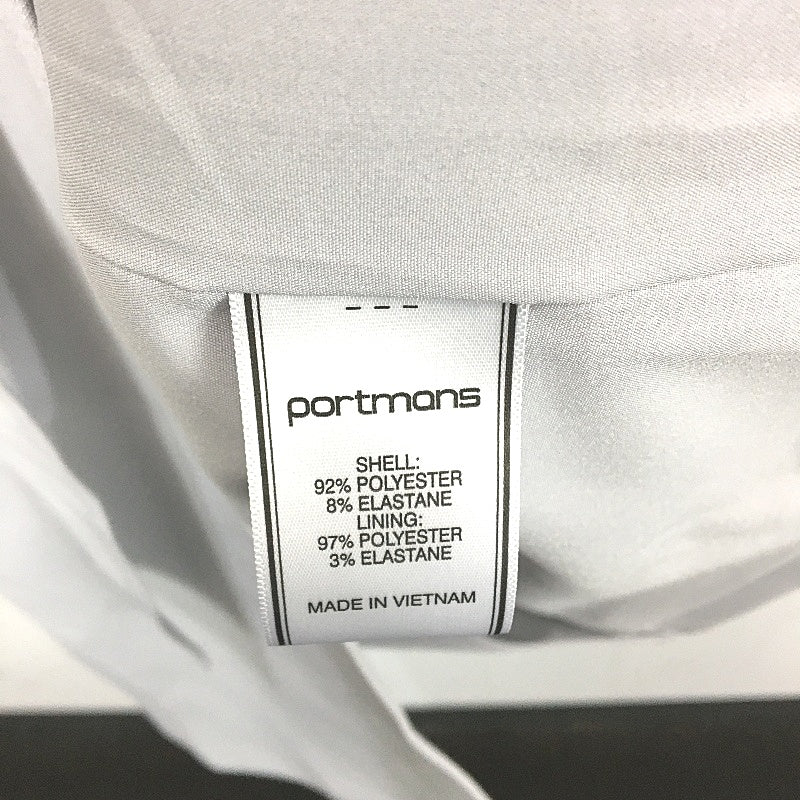 portmans
SHELL:
92% POLYESTER
8% ELASTANE
LINING:
97% POLYESTER
3% ELASTANE
MADE IN VIETNAM